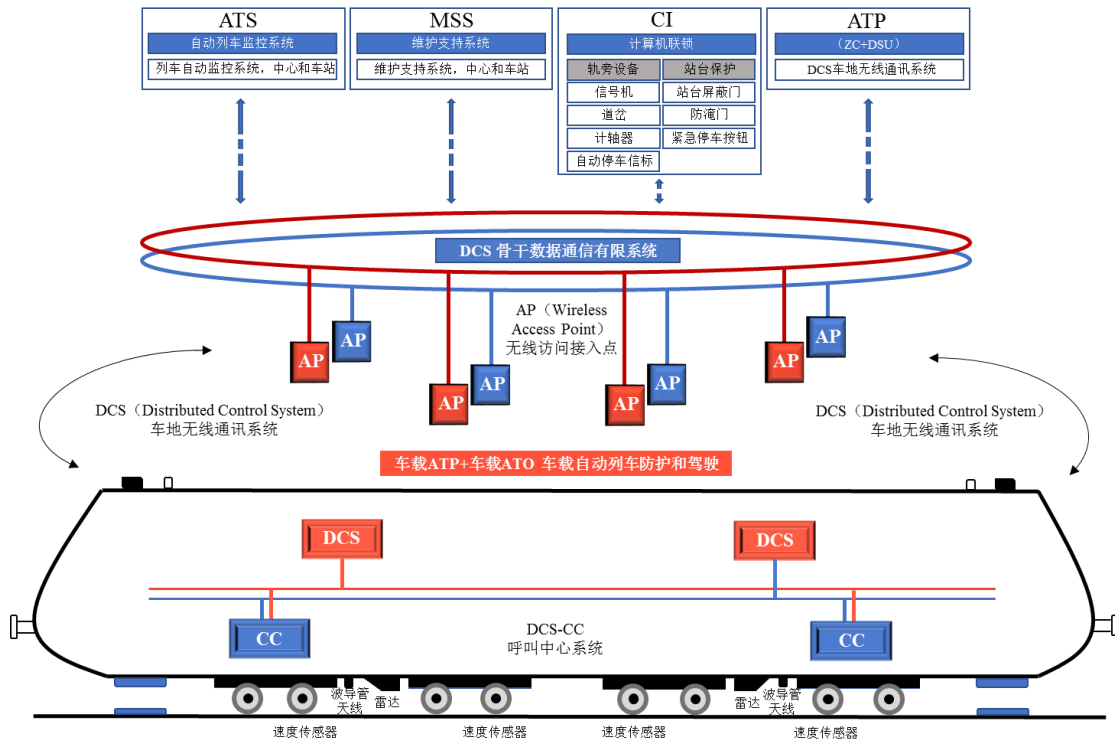 ATS
自动列车监控系统
列车自动监控系统，中心和车站
MSS
维护支持系统
维护支持系统，中心和车站
CI
计算机联锁
轨旁设备
站台保护
信号机
站台屏蔽门
道岔
防淹门
计轴器
紧急停车按钮
自动停车信标
ATP
（ZC+DSU）
DCS车地无线通讯系统
DCS 骨干数据通信有限系统
AP（Wireless
Access Point）
无线访问接入点
AP
AP
AP
AP
AP
AP
AP
AP
DCS（Distributed Control System）
车地无线通讯系统
DCS（Distributed Control System）
车地无线通讯系统
车载ATP+车载ATO 车载自动列车防护和驾驶
DCS
DCS
CC
DCS-CC
呼叫中心系统
CC
波导管
天线
雷达
雷达
波导管
天线
速度传感器
速度传感器
速度传感器
速度传感器